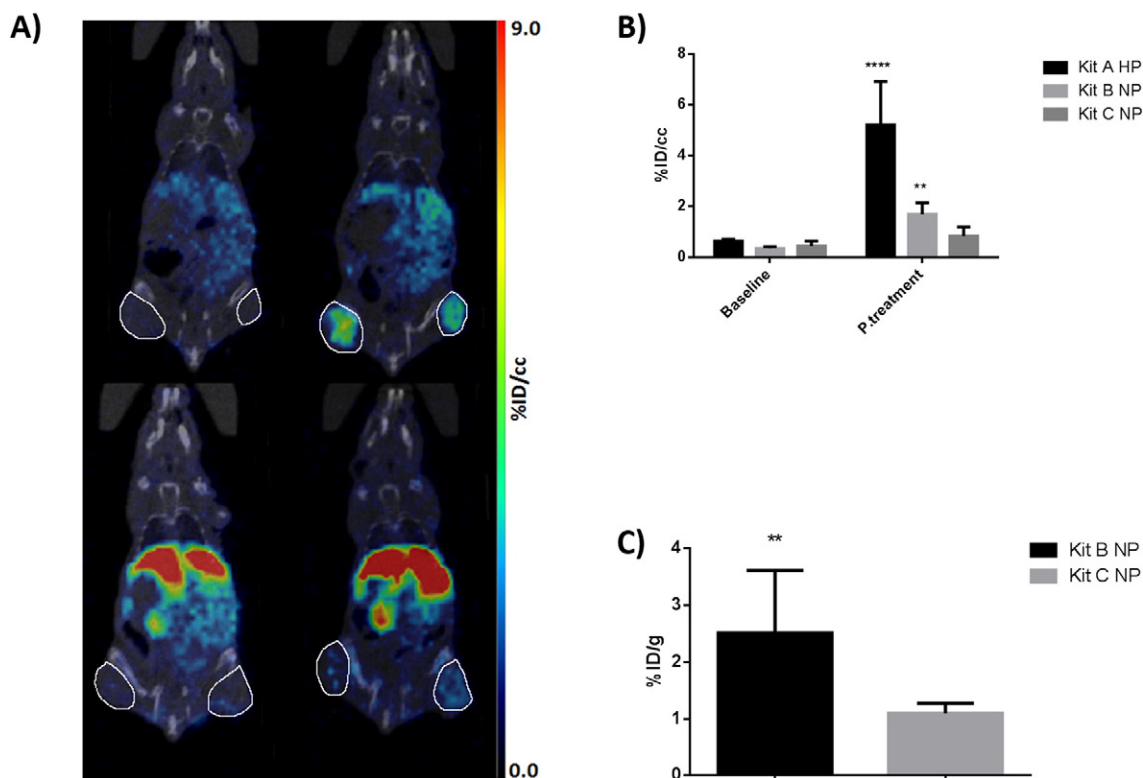 A)
9.0
%ID/cc
0.0
B)
8
6
4
2
0
%ID/cc
****
**
Baseline
P.treatment
Kit A HP
Kit B NP
Kit C NP
C)
4
3
2
1
0
% ID/g
**
Kit B NP
Kit C NP